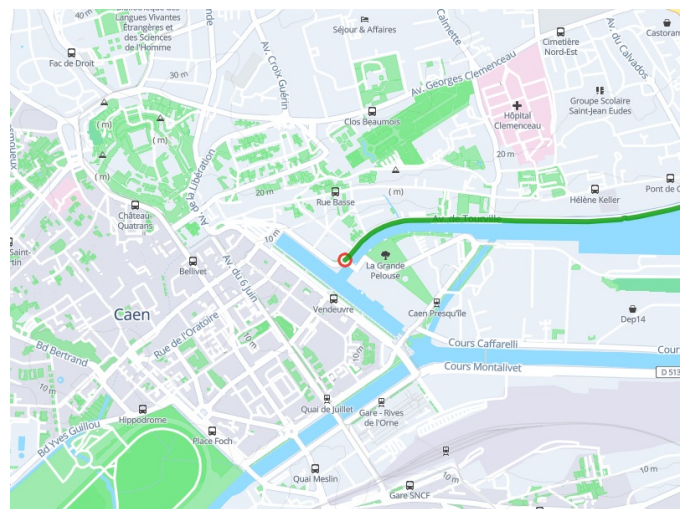 Langues Vivantes
Étrangères et
des Sciences
de l'Homme
Fac de Droit
40 m
30 m
Séjour & Affaires
Av. Croix Guérin
Calmette
Cimetière
Nord-Est
Av. du Calvados
Castoram
Av. Georges Clemenceau
Clos Beaumois
Hôpital
Clemenceau
Groupe Scolaire
Saint-Jean Eudes
( m)
( m)
( m)
20 m
20 m
( m)
Av. de la Libération
Rue Basse
Hélène Keller
Pont de C
Château
Quatrans
Av. de Tourville
10 m
Saint-
rtin
Bellivet
Av du 6 Juin
La Grande
Pelouse
Vendeuvre
Caen Presqu'île
Caen
Rue de l'Oratoire
Dep14
Cours Caffarelli
Cour
Bd Bertrand
10 m
Cours Montalivet
D 513
10 m
Quai de Juillet
Gare - Rives
de l'Orne
Hippodrome
Place Foch
Bd Yves Guillou
Quai Meslin
10 m
Gare SNCF